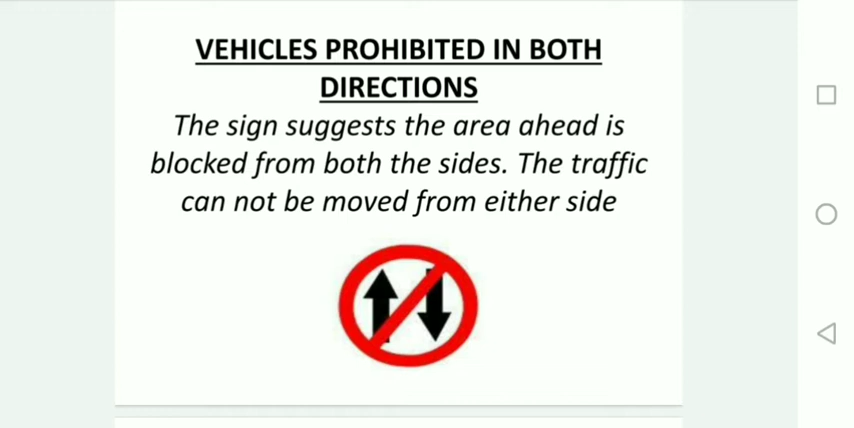 VEHICLES PROHIBITED IN BOTH
DIRECTIONS
The sign suggests the area ahead is
blocked from both the sides. The traffic
can not be moved from either side